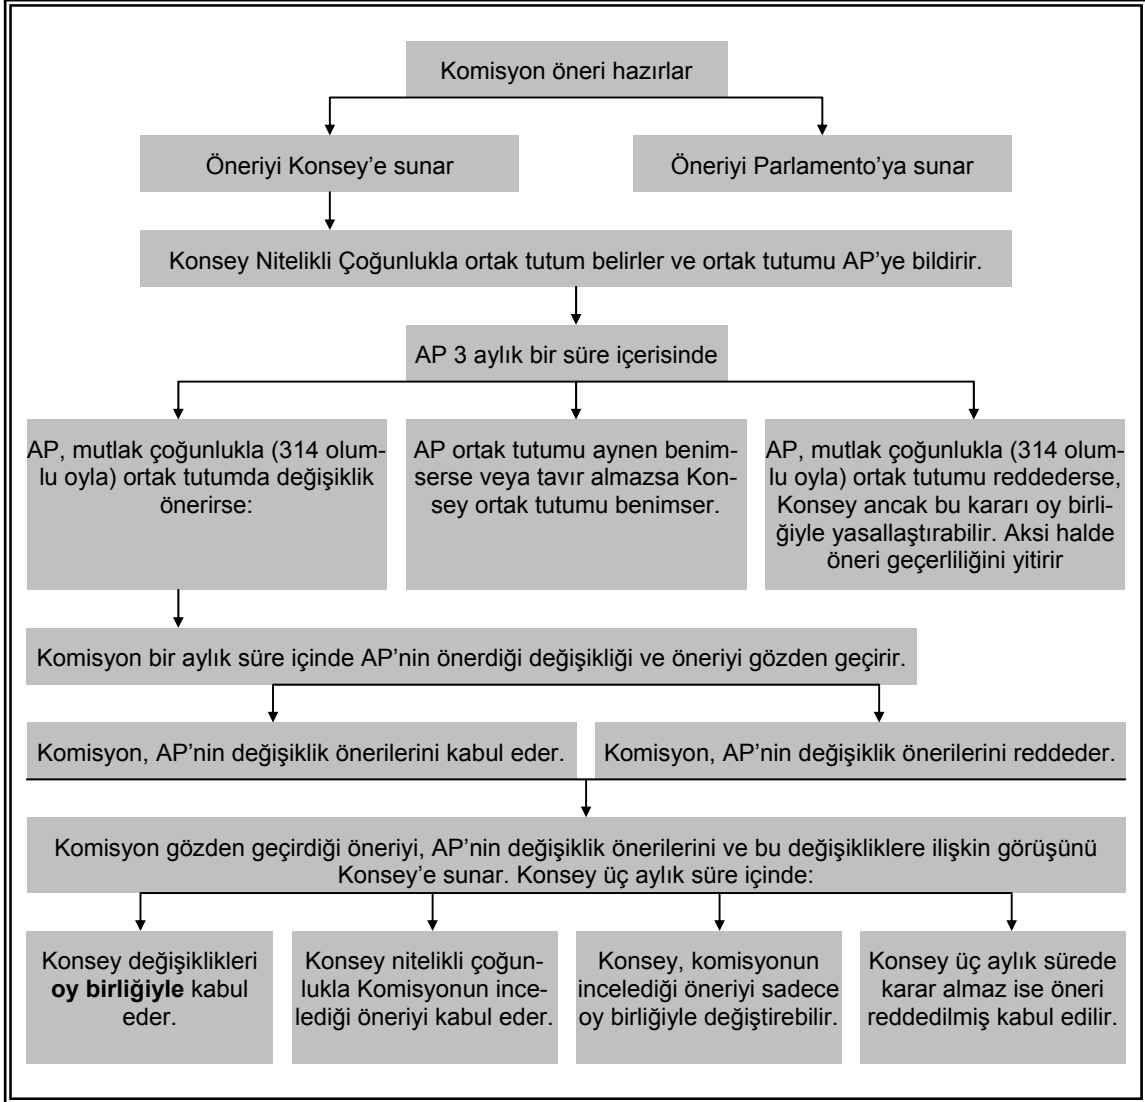 Komisyon öneri hazırlar
Öneriyi Konsey’e sunar
Öneriyi Parlamento’ya sunar
Konsey Nitelikli Çoğunlukla ortak tutum belirler ve ortak tutumu AP’ye bildirir.
AP 3 aylık bir süre içerisinde
AP, mutlak çoğunlukla (314 olum-
lu oyla) ortak tutumda değişiklik
önerirse:
AP ortak tutumu aynen benim-
serse veya tavır almazsa Kon-
sey ortak tutumu benimser.
AP, mutlak çoğunlukla (314 olum-
lu oyla) ortak tutumu reddederse,
Konsey ancak bu kararı oy birli-
ğiyle yasallaştırabilir. Aksi halde
öneri geçerliliğini yitirir
Komisyon bir aylık süre içinde AP’nin önerdiği değişikliği ve öneriyi gözden geçirir.
Komisyon, AP’nin değişiklik önerilerini kabul eder.
Komisyon, AP’nin değişiklik önerilerini reddeder.
Komisyon gözden geçirdiği öneriyi, AP’nin değişiklik önerilerini ve bu değişikliklere ilişkin görüşünü
Konsey’e sunar. Konsey üç aylık süre içinde:
Konsey değişiklikleri
oy birliğiyle kabul
eder.
Konsey nitelikli çoğun-
lukla Komisyonun ince-
lediği öneriyi kabul eder.
Konsey, komisyonun
incelediği öneriyi sadece
oy birliğiyle değiştirebilir.
Konsey üç aylık sürede
karar almaz ise öneri
reddedilmiş kabul edilir.